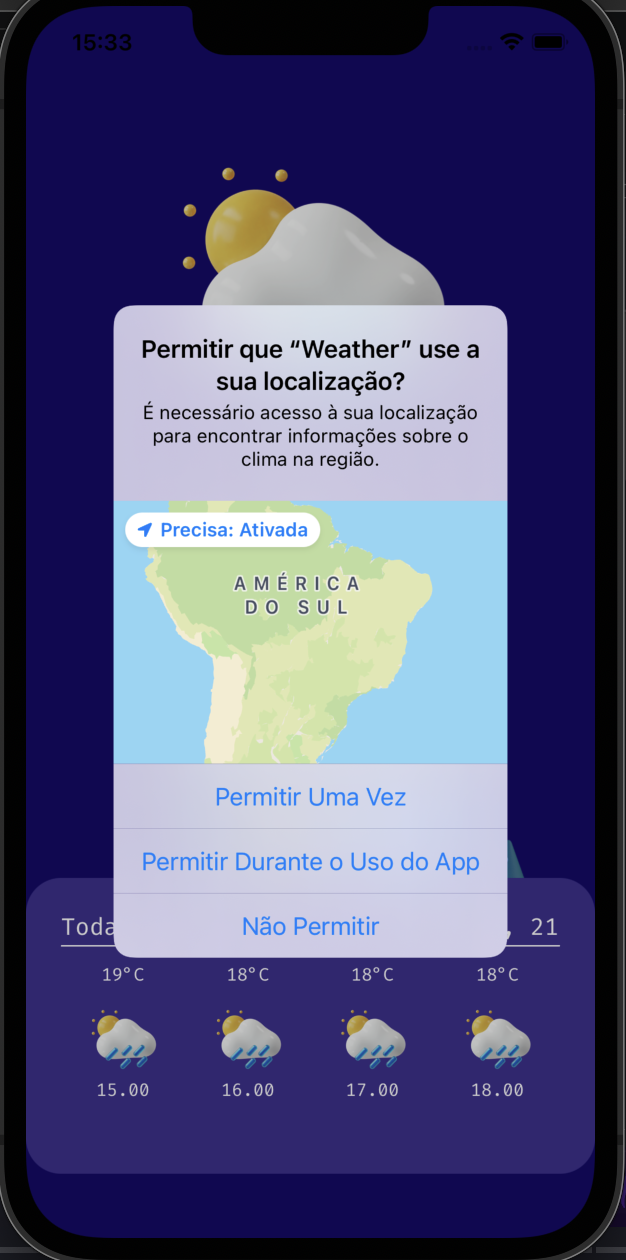 15:33
Permitir que “Weather” use a
sua localização?
É necessário acesso à sua localização
para encontrar informações sobre o
clima na região.
Precisa: Ativada
AMÉRICA
DO SUL
Permitir Uma Vez
Permitir Durante o Uso do App
Não Permitir
, 21
19°C 18°C 18°C 18°C
15.00 16.00 17.00 18.00